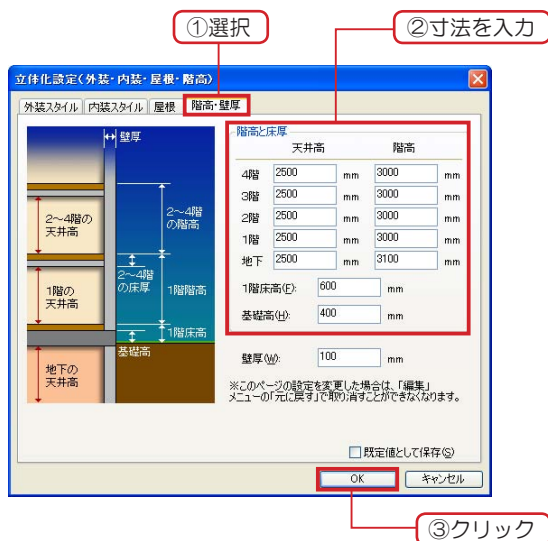 ①選択
②寸法を入力
立体化設定(外装・内装・屋根・階高)
外装スタイル 内装スタイル 屋根 階高・壁厚
壁厚
2～4階の
天井高
2～4階
の階高
2～4階
の床厚
1階の
天井高
1階階高
1階床高
基礎高
地下の
天井高
階高と床厚
天井高 階高
4階 2500 mm 3000 mm
3階 2500 mm 3000 mm
2階 2500 mm 3000 mm
1階 2500 mm 3000 mm
地下 2500 mm 3100 mm
1階床高(F): 600 mm
基礎高(H): 400 mm
壁厚(W): 100 mm
※このページの設定を変更した場合は、「編集」
メニューの「元に戻す」で取り消すことができなくなります。
既定値として保存(S)
OK キャンセル
③クリック